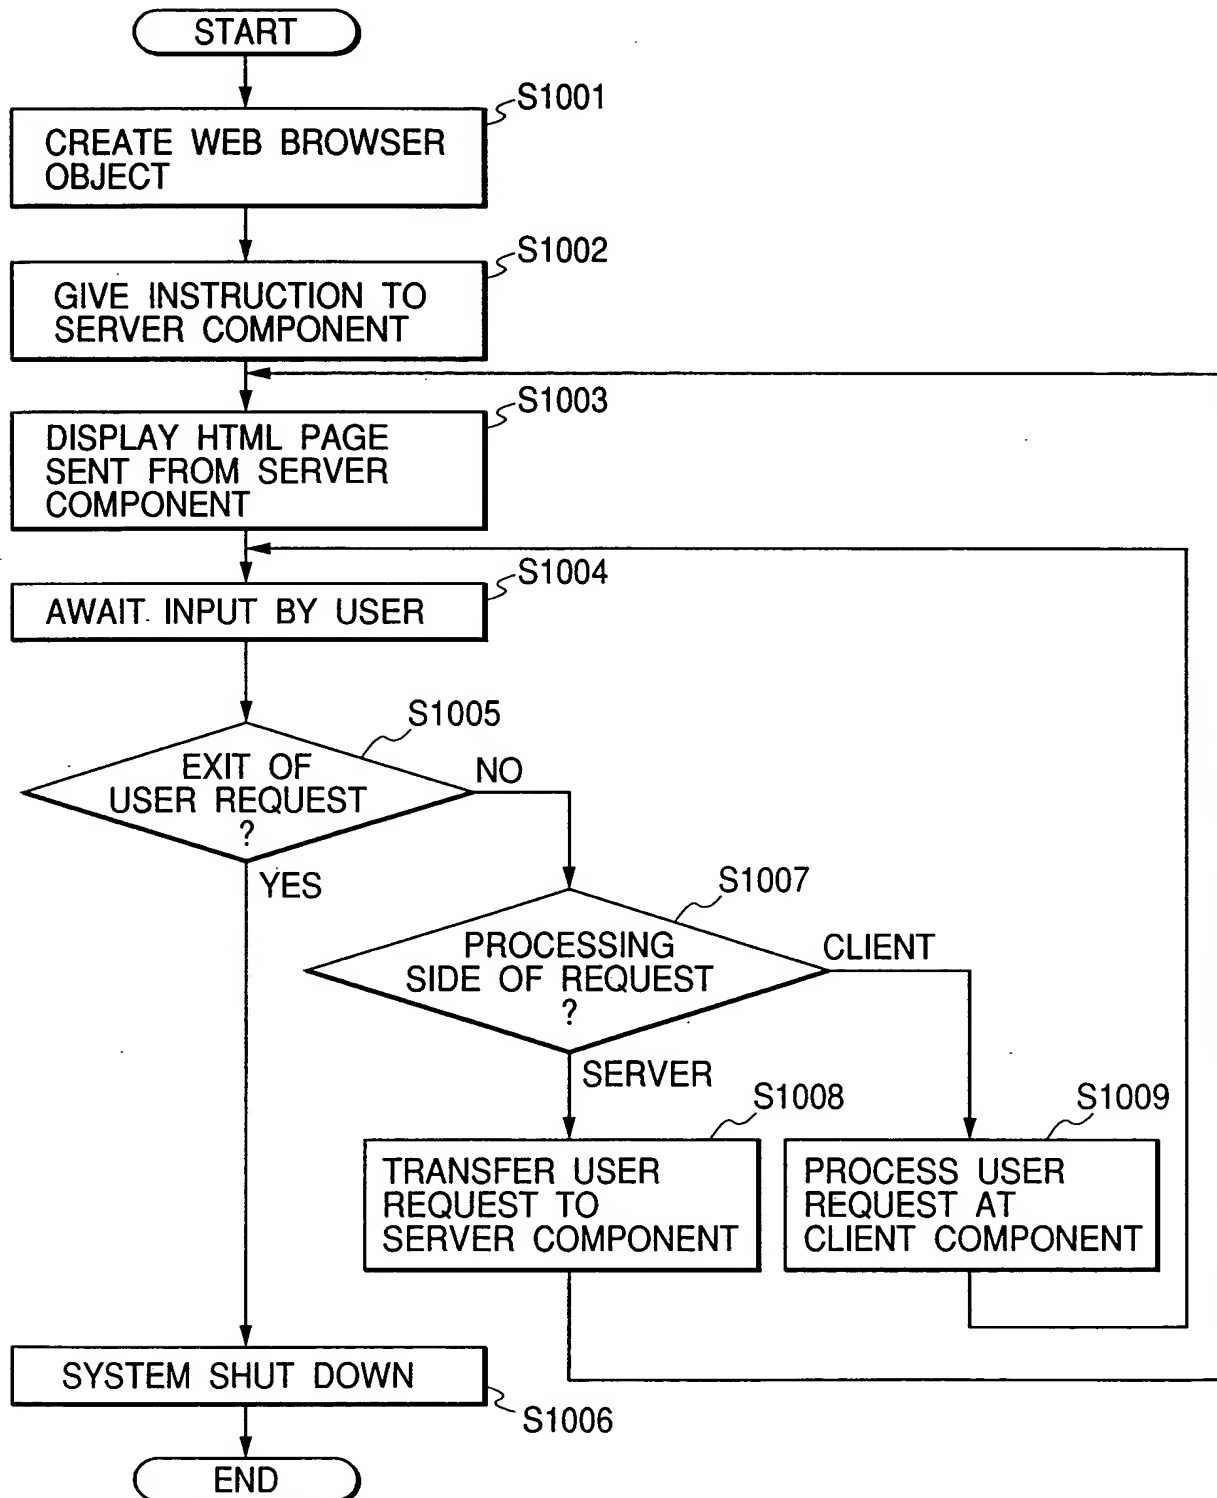 START
S1001
CREATE WEB BROWSER
OBJECT
S1002
GIVE INSTRUCTION TO
SERVER COMPONENT
S1003
DISPLAY HTML PAGE
SENT FROM SERVER
COMPONENT
S1004
AWAIT INPUT BY USER
S1005
EXIT OF
USER REQUEST
?
NO
YES
S1007
PROCESSING
SIDE OF REQUEST
?
CLIENT
SERVER
S1008
TRANSFER USER
REQUEST TO
SERVER COMPONENT
S1009
PROCESS USER
REQUEST AT
CLIENT COMPONENT
SYSTEM SHUT DOWN
S1006
END